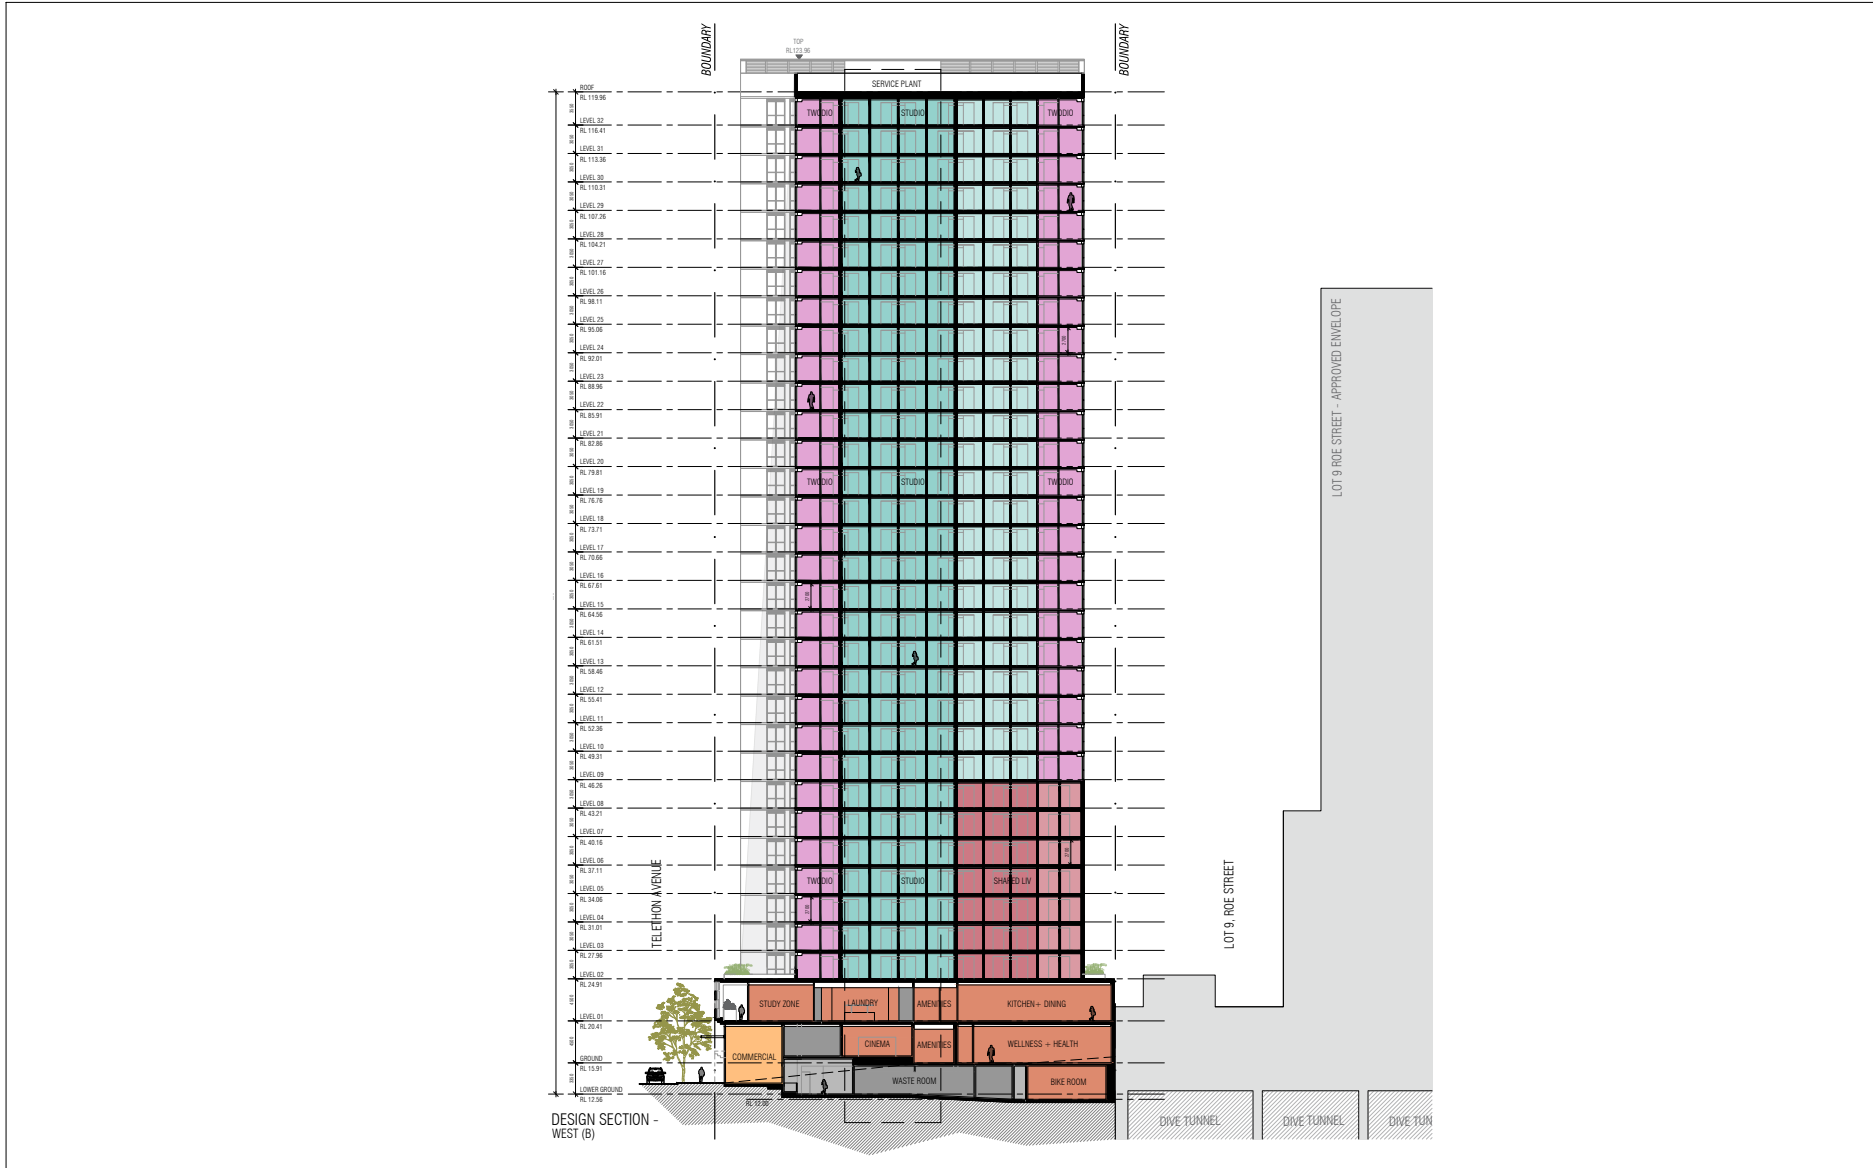 BOUNDARY
BOUNDARY
TOP
RL123.96
SERVICE PLANT
ROOF
RL 119.96
TWODIO
STUDIO
TWODIO
LEVEL 32
RL 116.41
LEVEL 31
RL 113.36
LEVEL 30
RL 110.31
LEVEL 29
RL 107.26
LEVEL 28
RL 104.21
LEVEL 27
RL 101.16
LEVEL 26
RL 98.11
LEVEL 25
RL 95.06
LEVEL 24
RL 92.01
LEVEL 23
RL 88.96
LEVEL 22
RL 85.91
LEVEL 21
RL 82.86
LEVEL 20
RL 79.81
TWODIO
STUDIO
TWODIO
LEVEL 19
RL 76.76
LEVEL 18
RL 73.71
LEVEL 17
RL 70.66
LEVEL 16
RL 67.61
LEVEL 15
RL 64.56
LEVEL 14
RL 61.51
LEVEL 13
RL 58.46
LEVEL 12
RL 55.41
LEVEL 11
RL 52.36
LEVEL 10
RL 49.31
LEVEL 09
RL 46.26
LEVEL 08
RL 43.21
LEVEL 07
RL 40.16
LEVEL 06
RL 37.11
TWODIO
STUDIO
SHARED LIV
LEVEL 05
RL 34.06
LEVEL 04
RL 31.01
LEVEL 03
RL 27.96
LEVEL 02
RL 24.91
STUDY ZONE
LAUNDRY
AMENITIES
KITCHEN + DINING
LEVEL 01
RL 20.41
COMMERCIAL
CINEMA
AMENITIES
WELLNESS + HEALTH
GROUND
RL 15.91
WASTE ROOM
BIKE ROOM
LOWER GROUND
RL 12.56
RL 12.00
TELETHON AVENUE
LOT 9, ROE STREET
LOT 9 ROE STREET - APPROVED ENVELOPE
DIVE TUNNEL
DIVE TUNNEL
DIVE TUN
DESIGN SECTION -
WEST (B)